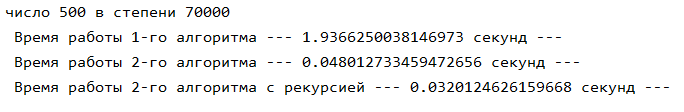 число 500 в степени 70000
Время работы 1-го алгоритма --- 1.9366250038146973 секунд ---
Время работы 2-го алгоритма --- 0.048012733459472656 секунд ---
Время работы 2-го алгоритма с рекурсией --- 0.0320124626159668 секунд ---